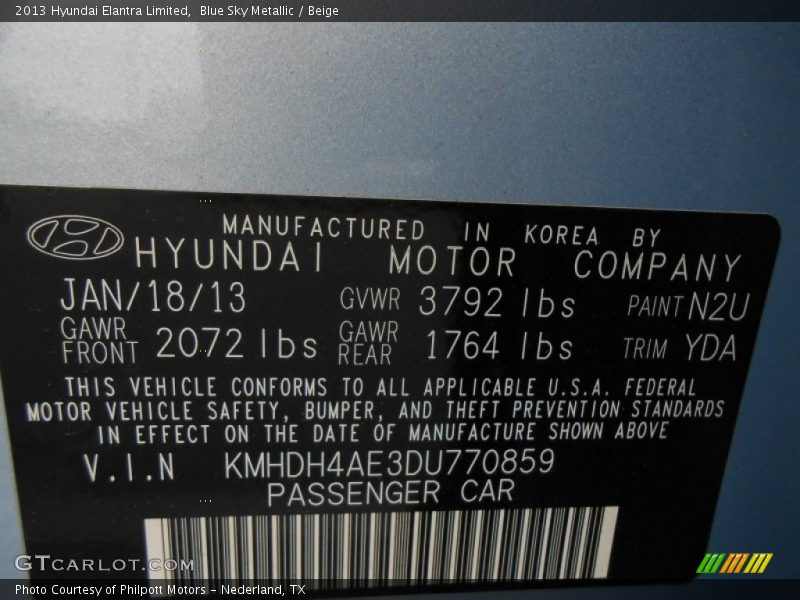 2013 Hyundai Elantra Limited,  Blue Sky Metallic / Beige
MANUFACTURED IN KOREA BY
HYUNDAI MOTOR COMPANY
JAN/18/13 GVWR 3792 lbs PAINT N2U
GAWR FRONT 2072 lbs GAWR REAR 1764 lbs TRIM YDA
THIS VEHICLE CONFORMS TO ALL APPLICABLE U.S.A. FEDERAL
MOTOR VEHICLE SAFETY, BUMPER, AND THEFT PREVENTION STANDARDS
IN EFFECT ON THE DATE OF MANUFACTURE SHOWN ABOVE
V.I.N KMHDH4AE3DU770859
PASSENGER CAR
GTCARLOT.COM
Photo Courtesy of Philpott Motors – Nederland, TX